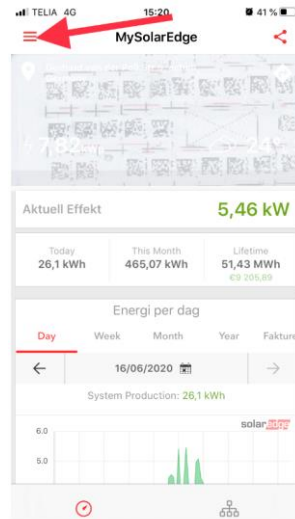 TELIA 4G 15:20 41 %
MySolarEdge
Aktuell Effekt 5,46 kW
Today This Month Lifetime
26,1 kWh 465,07 kWh 51,43 MWh
Energi per dag
Day Week Month Year Fakture
16/06/2020
System Production: 26,1 kWh
solaredge
6.0
5.0